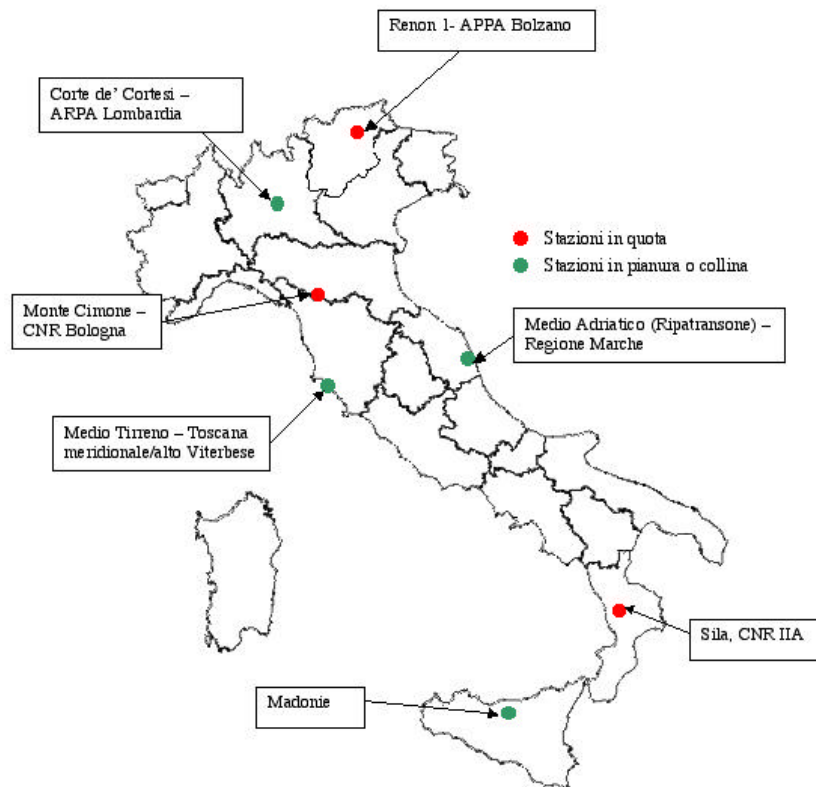 Renon 1- APPA Bolzano
Corte de' Cortesi –
ARPA Lombardia
Stazioni in quota
Stazioni in pianura o collina
Monte Cimone –
CNR Bologna
Medio Adriatico (Ripatransone) –
Regione Marche
Medio Tirreno – Toscana
meridionale/alto Viterbese
Sila, CNR IIA
Madonie